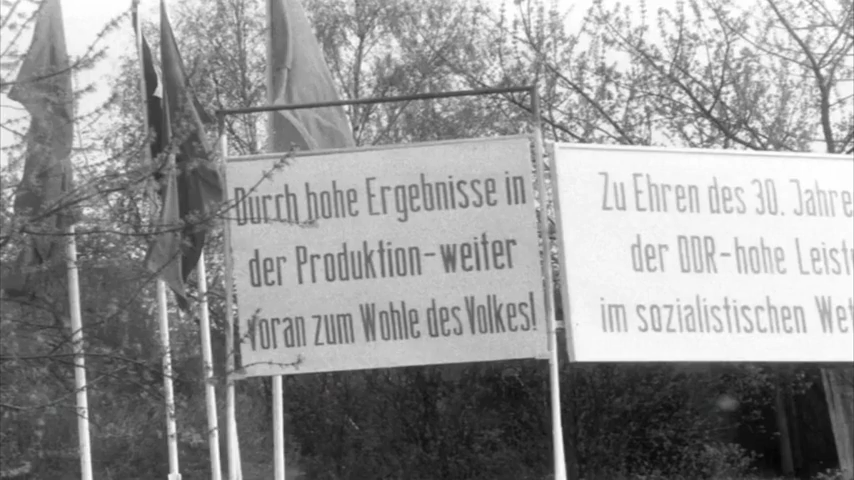 Durch hohe Ergebnisse in
der Produktion-weiter
voran zum Wohle des Volkes!
Zu Ehren des 30.
der DDR-hohe
im sozialistischen